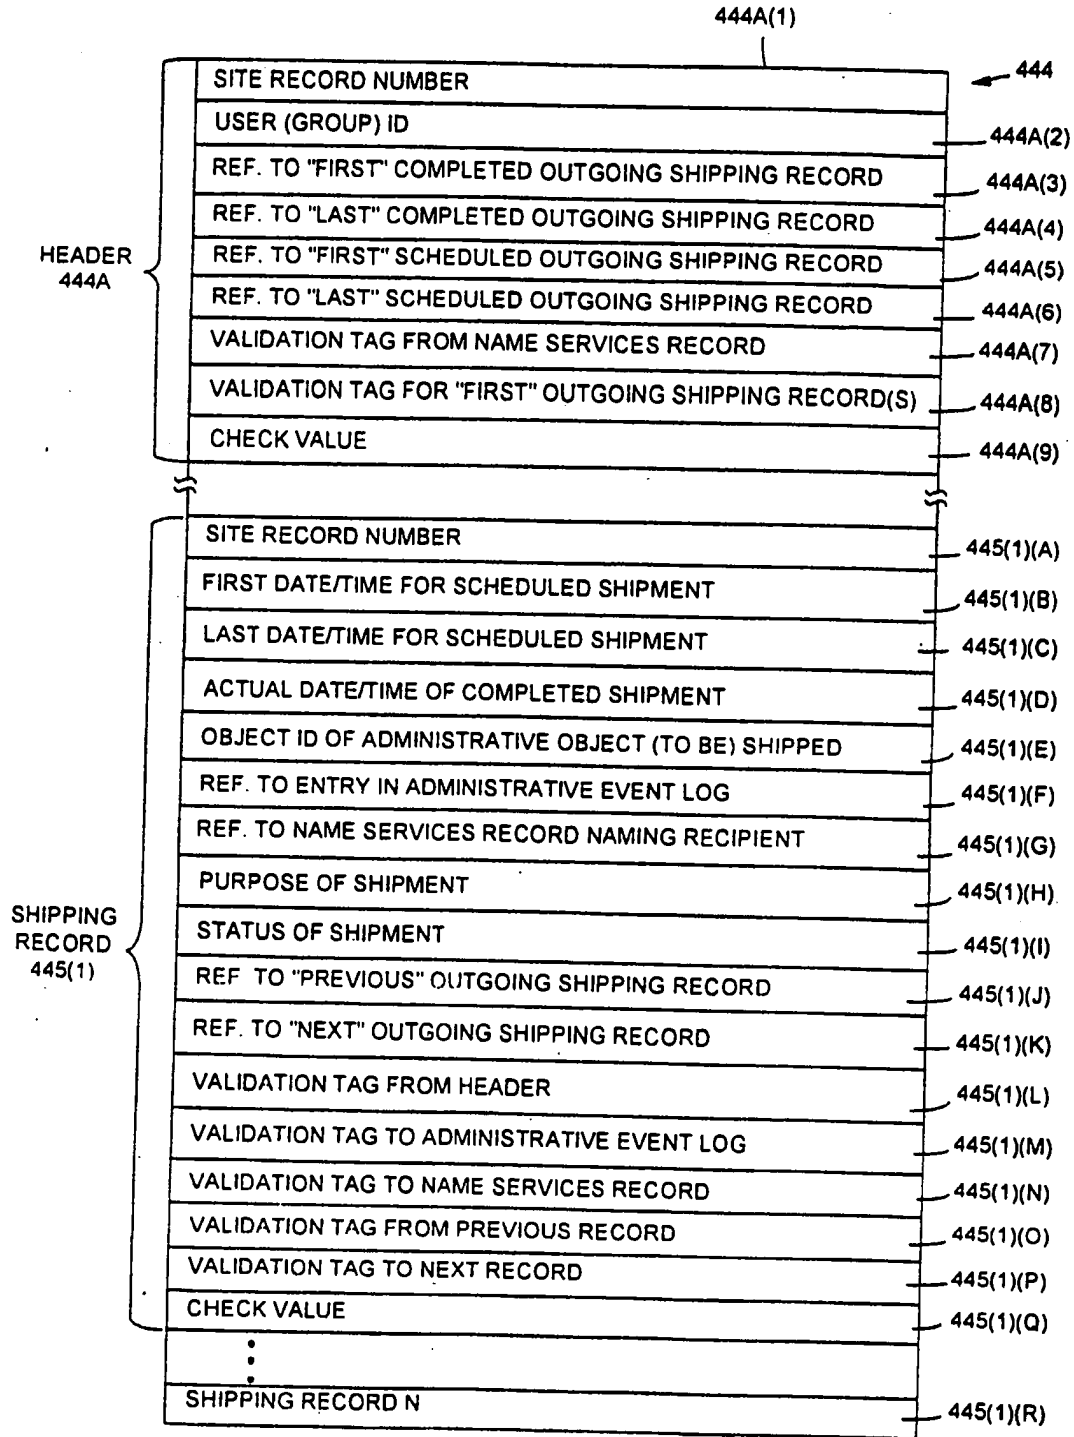 444A(1)
444
SITE RECORD NUMBER
USER (GROUP) ID
444A(2)
REF. TO "FIRST" COMPLETED OUTGOING SHIPPING RECORD
444A(3)
REF. TO "LAST" COMPLETED OUTGOING SHIPPING RECORD
444A(4)
HEADER
444A
REF. TO "FIRST" SCHEDULED OUTGOING SHIPPING RECORD
444A(5)
REF. TO "LAST" SCHEDULED OUTGOING SHIPPING RECORD
444A(6)
VALIDATION TAG FROM NAME SERVICES RECORD
444A(7)
VALIDATION TAG FOR "FIRST" OUTGOING SHIPPING RECORD(S)
444A(8)
CHECK VALUE
444A(9)
SITE RECORD NUMBER
445(1)(A)
FIRST DATE/TIME FOR SCHEDULED SHIPMENT
445(1)(B)
LAST DATE/TIME FOR SCHEDULED SHIPMENT
445(1)(C)
ACTUAL DATE/TIME OF COMPLETED SHIPMENT
445(1)(D)
OBJECT ID OF ADMINISTRATIVE OBJECT (TO BE) SHIPPED
445(1)(E)
REF. TO ENTRY IN ADMINISTRATIVE EVENT LOG
445(1)(F)
REF. TO NAME SERVICES RECORD NAMING RECIPIENT
445(1)(G)
PURPOSE OF SHIPMENT
445(1)(H)
SHIPPING
RECORD
445(1)
STATUS OF SHIPMENT
445(1)(I)
REF TO "PREVIOUS" OUTGOING SHIPPING RECORD
445(1)(J)
REF. TO "NEXT" OUTGOING SHIPPING RECORD
445(1)(K)
VALIDATION TAG FROM HEADER
445(1)(L)
VALIDATION TAG TO ADMINISTRATIVE EVENT LOG
445(1)(M)
VALIDATION TAG TO NAME SERVICES RECORD
445(1)(N)
VALIDATION TAG FROM PREVIOUS RECORD
445(1)(O)
VALIDATION TAG TO NEXT RECORD
445(1)(P)
CHECK VALUE
445(1)(Q)
SHIPPING RECORD N
445(1)(R)